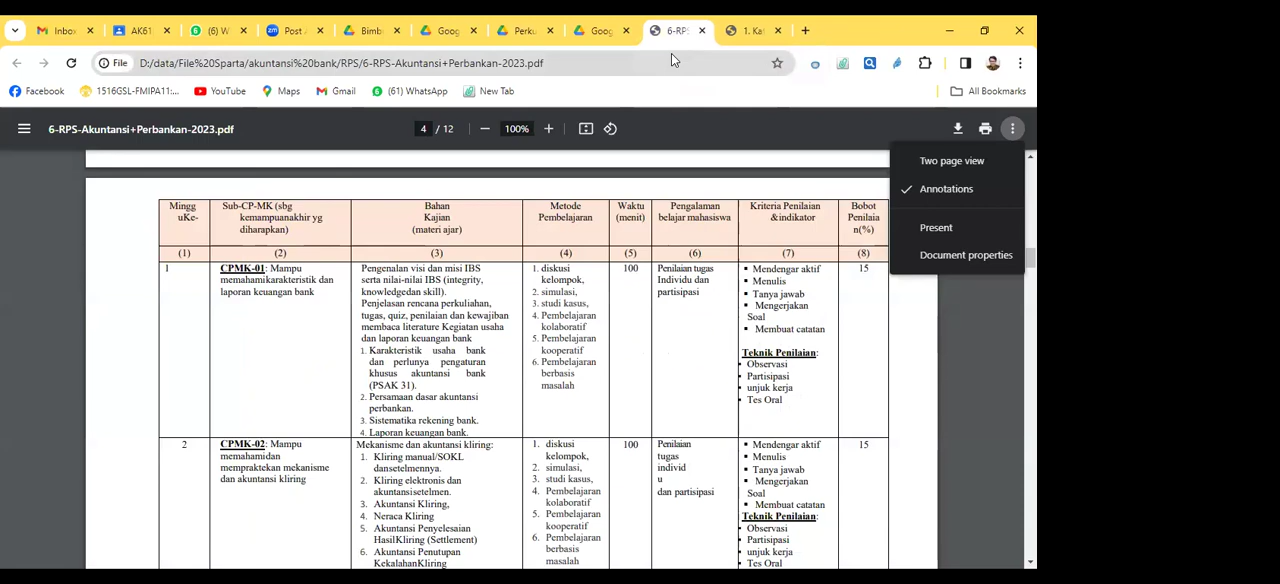 Inbox
AK61
(6) W
Post A
Bimb
Goog
Perku
Goog
6-RPS
1. Kat
File
D:/data/File%20Sparta/akuntansi%20bank/RPS/6-RPS-Akuntansi+Perbankan-2023.pdf
Facebook
1516GSL-FMIPA11:...
YouTube
Maps
Gmail
(61) WhatsApp
New Tab
All Bookmarks
6-RPS-Akuntansi+Perbankan-2023.pdf
4 / 12
100%
Two page view
Annotations
Present
Document properties
Mingg
uKe-
Sub-CP-MK (sbg
kemampuanakhir yg
diharapkan)
Bahan
Kajian
(materi ajar)
Metode
Pembelajaran
Waktu
(menit)
Pengalaman
belajar mahasiswa
Kriteria Penilaian
&indikator
Bobot
Penilaia
n(%)
(1)
(2)
(3)
(4)
(5)
(6)
(7)
(8)
1
CPMK-01: Mampu
memahamikarakteristik dan
laporan keuangan bank
Pengenalan visi dan misi IBS
serta nilai-nilai IBS (integrity,
knowledgedan skill).
Penjelasan rencana perkuliahan,
tugas, quiz, penilaian dan kewajiban
membaca literature Kegiatan usaha
dan laporan keuangan bank
1. Karakteristik usaha bank
dan perlunya pengaturan
khusus akuntansi bank
(PSAK 31).
2. Persamaan dasar akuntansi
perbankan.
3. Sistematika rekening bank.
4. Laporan keuangan bank.
1. diskusi
kelompok,
2. simulasi,
3. studi kasus,
4. Pembelajaran
kolaboratif
5. Pembelajaran
kooperatif
6. Pembelajaran
berbasis
masalah
100
Penilaian tugas
Individu dan
partisipasi
▪ Mendengar aktif
▪ Menulis
▪ Tanya jawab
▪ Mengerjakan
Soal
▪ Membuat catatan
Teknik Penilaian:
▪ Observasi
▪ Partisipasi
▪ unjuk kerja
▪ Tes Oral
15
2
CPMK-02: Mampu
memahamidan
mempraktekan mekanisme
dan akuntansi kliring
Mekanisme dan akuntansi kliring:
1. Kliring manual/SOKL
dansetelmennya.
2. Kliring elektronis dan
akuntansisetelmen.
3. Akuntansi Kliring,
4. Neraca Kliring
5. Akuntansi Penyelesaian
HasilKliring (Settlement)
6. Akuntansi Penutupan
KekalahanKliring
1. diskusi
kelompok,
2. simulasi,
3. studi kasus,
4. Pembelajaran
kolaboratif
5. Pembelajaran
kooperatif
6. Pembelajaran
berbasis
masalah
100
Penilaian
tugas
individ
u
dan partisipasi
▪ Mendengar aktif
▪ Menulis
▪ Tanya jawab
▪ Mengerjakan
Soal
▪ Membuat catatan
Teknik Penilaian:
▪ Observasi
▪ Partisipasi
▪ unjuk kerja
▪ Tes Oral
15